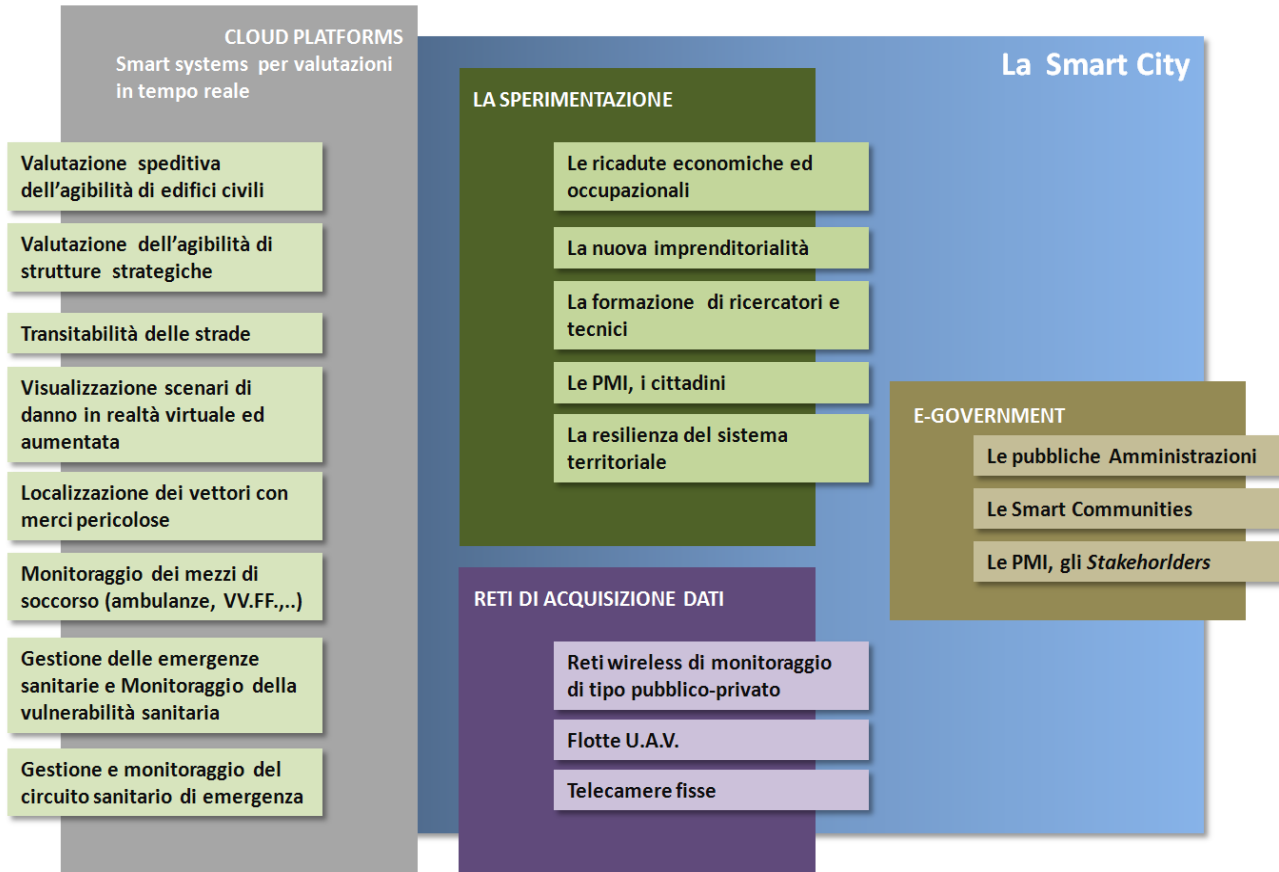 CLOUD PLATFORMS
Smart systems per valutazioni
in tempo reale
Valutazione speditiva
dell'agibilità di edifici civili
Valutazione dell'agibilità di
strutture strategiche
Transitabilità delle strade
Visualizzazione scenari di
danno in realtà virtuale ed
aumentata
Localizzazione dei vettori con
merci pericolose
Monitoraggio dei mezzi di
soccorso (ambulanze, VV.FF.,..)
Gestione delle emergenze
sanitarie e Monitoraggio della
vulnerabilità sanitaria
Gestione e monitoraggio del
circuito sanitario di emergenza
La Smart City
LA SPERIMENTAZIONE
Le ricadute economiche ed
occupazionali
La nuova imprenditorialità
La formazione di ricercatori e
tecnici
Le PMI, i cittadini
La resilienza del sistema
territoriale
RETI DI ACQUISIZIONE DATI
Reti wireless di monitoraggio
di tipo pubblico-privato
Flotte U.A.V.
Telecamere fisse
E-GOVERNMENT
Le pubbliche Amministrazioni
Le Smart Communities
Le PMI, gli Stakehorlders